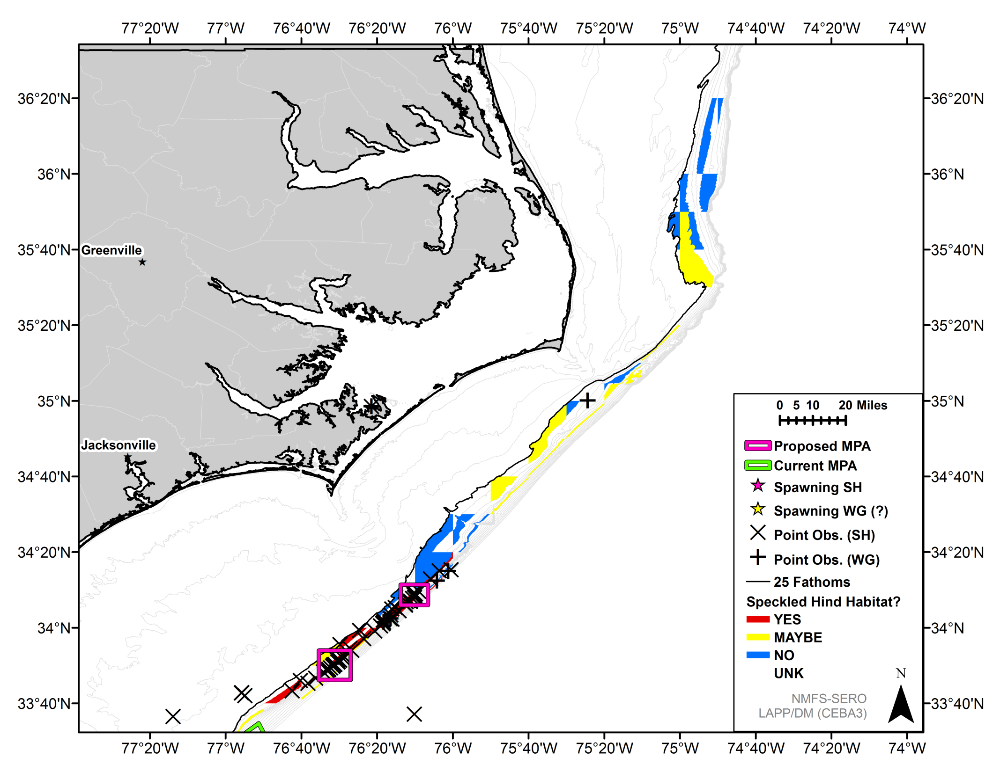 77°20'W 77°W 76°40'W 76°20'W 76°W 75°40'W 75°20'W 75°W 74°40'W 74°20'W 74°W
36°20'N 36°20'N
36°N 36°N
35°40'N 35°40'N
Greenville
35°20'N 35°20'N
35°N 35°N
0 5 10 20 Miles
Jacksonville
Proposed MPA
Current MPA
34°40'N 34°40'N
Spawning SH
Spawning WG (?)
Point Obs. (SH)
34°20'N 34°20'N
Point Obs. (WG)
25 Fathoms
Speckled Hind Habitat?
YES
34°N 34°N
MAYBE
NO
UNK
N
NMFS-SERO
33°40'N 33°40'N
LAPP/DM (CEBA3)
77°20'W 77°W 76°40'W 76°20'W 76°W 75°40'W 75°20'W 75°W 74°40'W 74°20'W 74°W